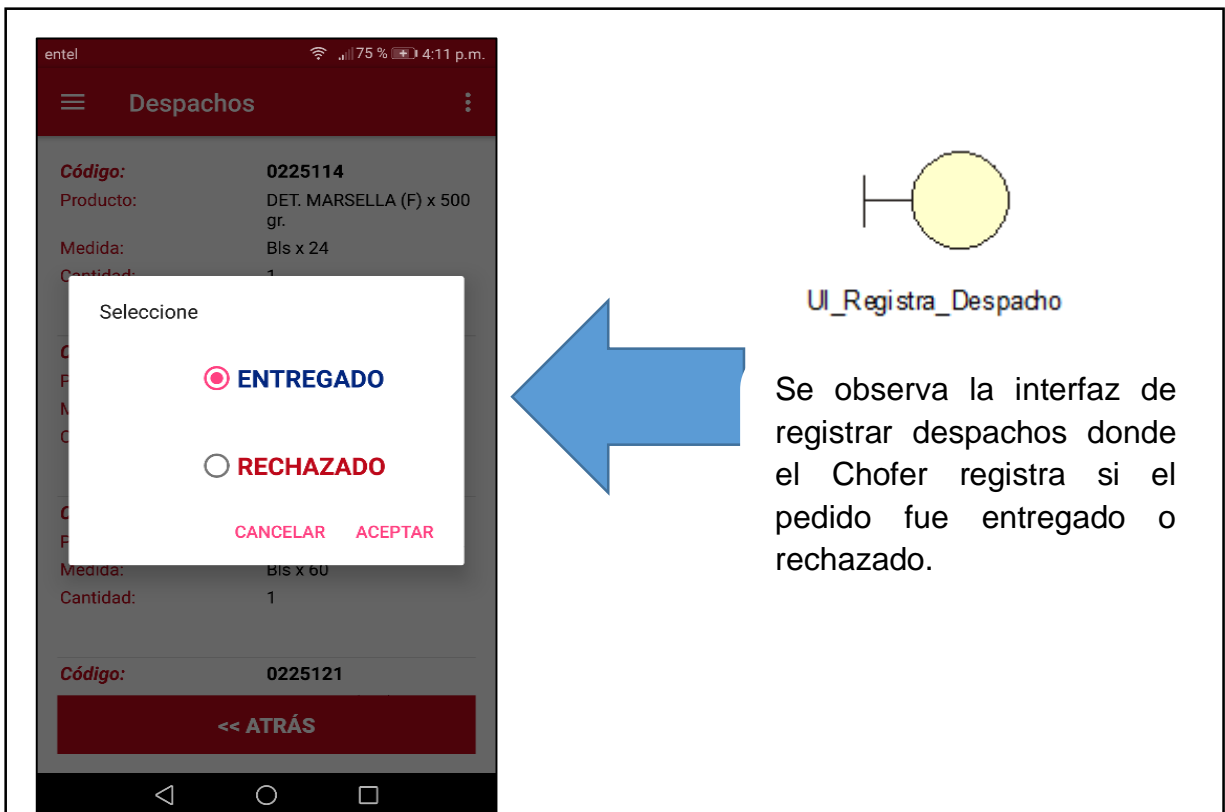 entel 75 % 4:11 p.m.
Despachos
Código: 0225114
Producto: DET. MARSELLA (F) x 500
gr.
Medida: Bls x 24
Cantidad: 1
Seleccione
ENTREGADO
RECHAZADO
CANCELAR ACEPTAR
Medida: Bls x 60
Cantidad: 1
Código: 0225121
<< ATRÁS
UI_Registra_Despacho
Se observa la interfaz de
registrar despachos donde
el Chofer registra si el
pedido fue entregado o
rechazado.